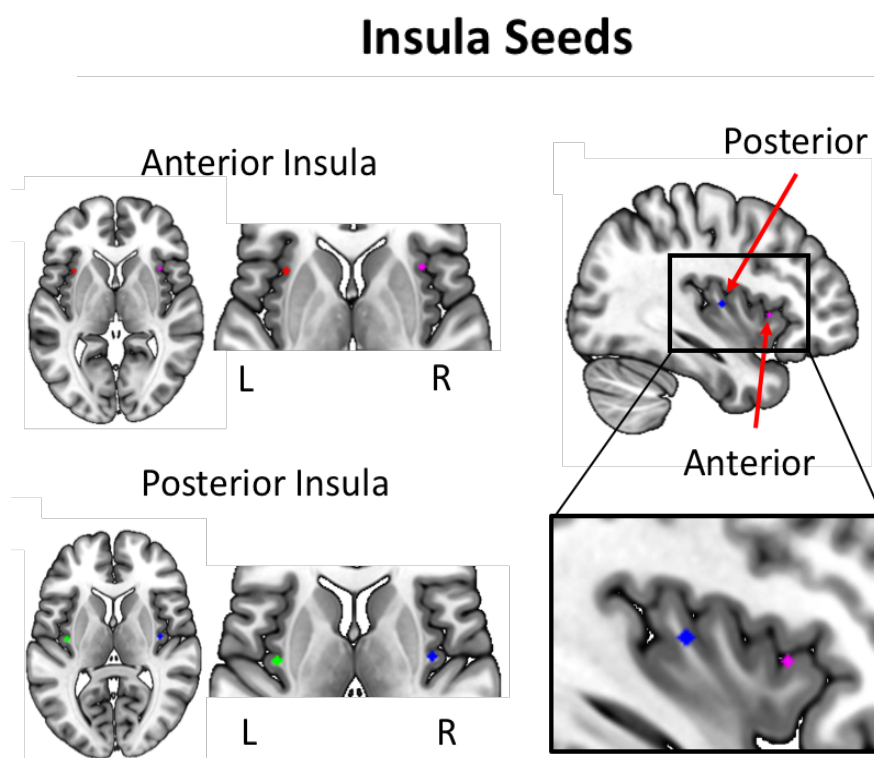 Insula Seeds
Anterior Insula
L
R
Posterior Insula
L
R
Posterior
Anterior